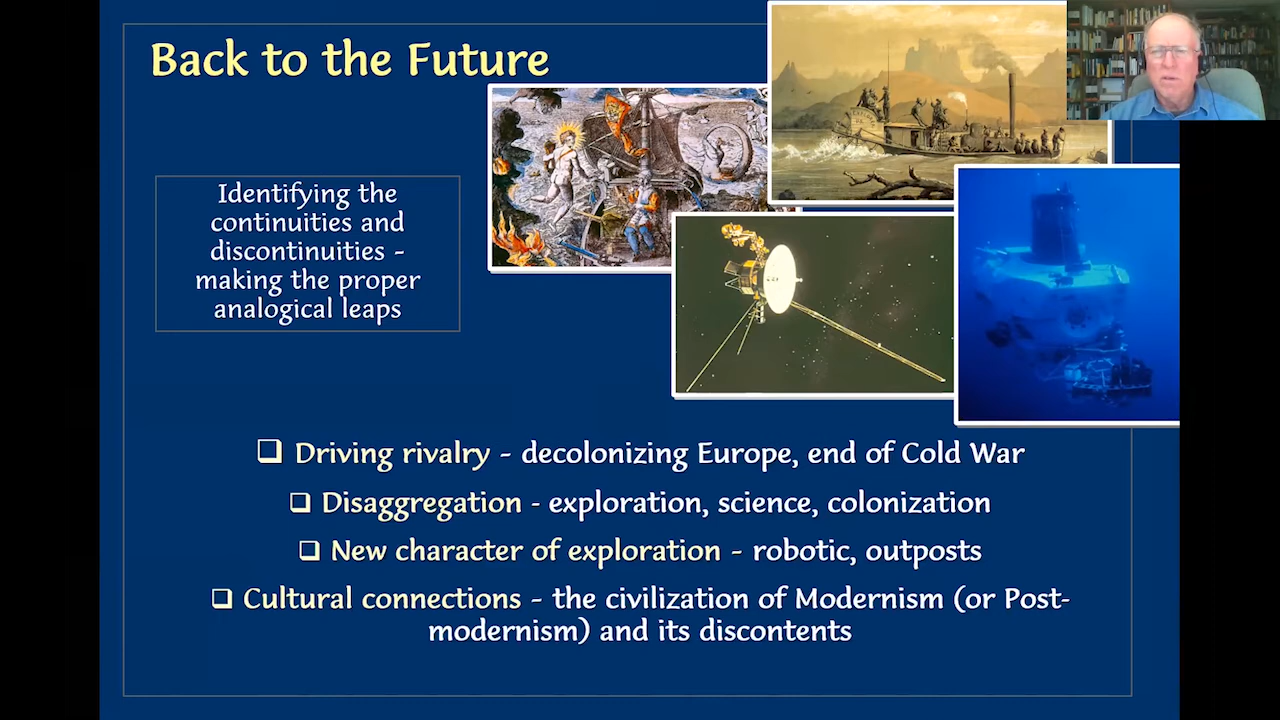 Back to the Future
Identifying the
continuities and
discontinuities -
making the proper
analogical leaps
Driving rivalry - decolonizing Europe, end of Cold War
Disaggregation - exploration, science, colonization
New character of exploration - robotic, outposts
Cultural connections - the civilization of Modernism (or Post-
modernism) and its discontents